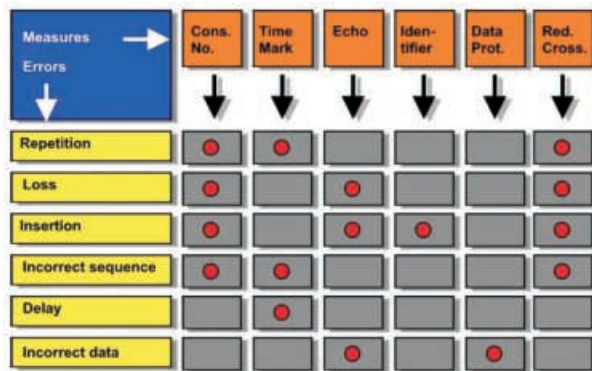 Measures
Errors
Cons.
No.
Time
Mark
Echo
Iden-
tifier
Data
Prot.
Red.
Cross.
Repetition
Loss
Insertion
Incorrect sequence
Delay
Incorrect data